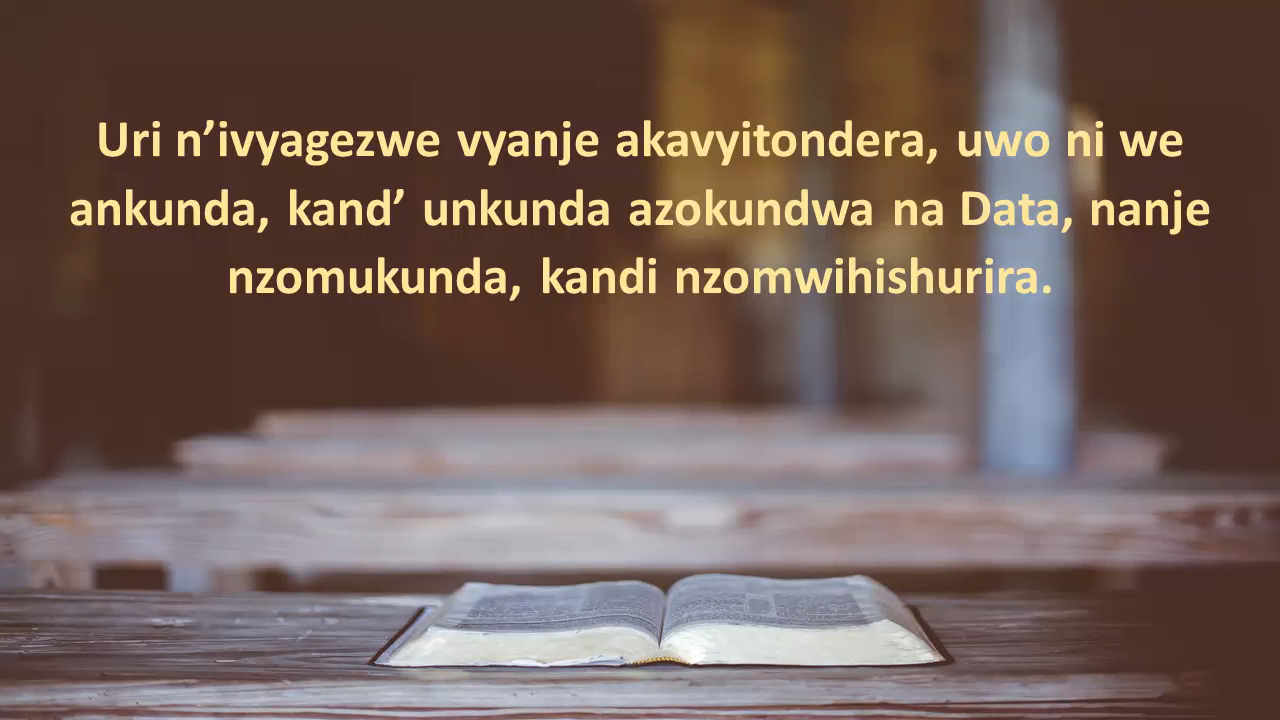 Uri n’ivyagezwe vyanje akavyitondera, uwo ni we
ankunda, kand’ unkunda azokundwa na Data, nanje
nzomukunda, kandi nzomwihishurira.